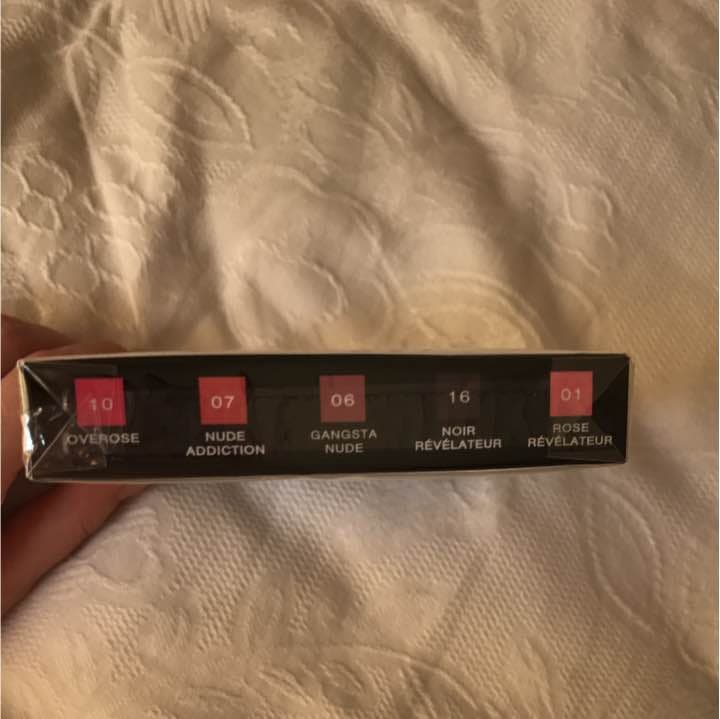 10
OVEROSE
07
NUDE
ADDICTION
06
GANGSTA
NUDE
16
NOIR
RÉVÉLATEUR
01
ROSE
RÉVÉLATEUR